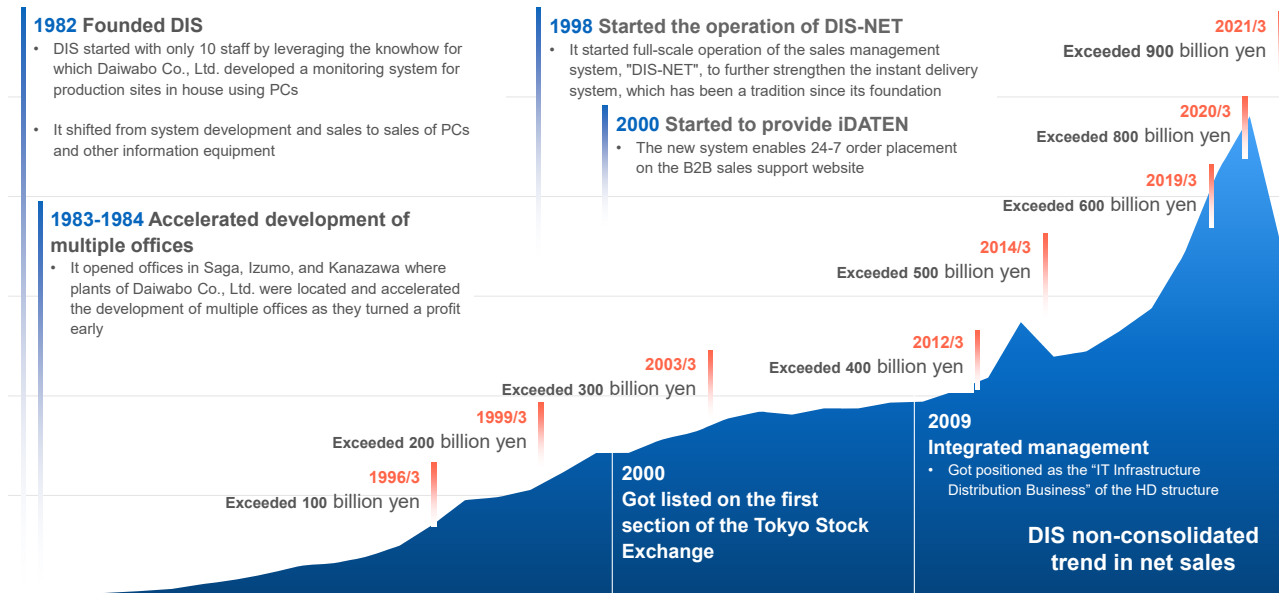 1982 Founded DIS
• DIS started with only 10 staff by leveraging the knowhow for
which Daiwabo Co., Ltd. developed a monitoring system for
production sites in house using PCs
• It shifted from system development and sales to sales of PCs
and other information equipment
1983-1984 Accelerated development of
multiple offices
• It opened offices in Saga, Izumo, and Kanazawa where
plants of Daiwabo Co., Ltd. were located and accelerated
the development of multiple offices as they turned a profit
early
1998 Started the operation of DIS-NET
• It started full-scale operation of the sales management
system, "DIS-NET", to further strengthen the instant delivery
system, which has been a tradition since its foundation
2000 Started to provide iDATEN
• The new system enables 24-7 order placement
on the B2B sales support website
1996/3
Exceeded 100 billion yen
1999/3
Exceeded 200 billion yen
2003/3
Exceeded 300 billion yen
2012/3
Exceeded 400 billion yen
2014/3
Exceeded 500 billion yen
2019/3
Exceeded 600 billion yen
2020/3
Exceeded 800 billion yen
2021/3
Exceeded 900 billion yen
2000
Got listed on the first
section of the Tokyo Stock
Exchange
2009
Integrated management
• Got positioned as the “IT Infrastructure
Distribution Business” of the HD structure
DIS non-consolidated
trend in net sales